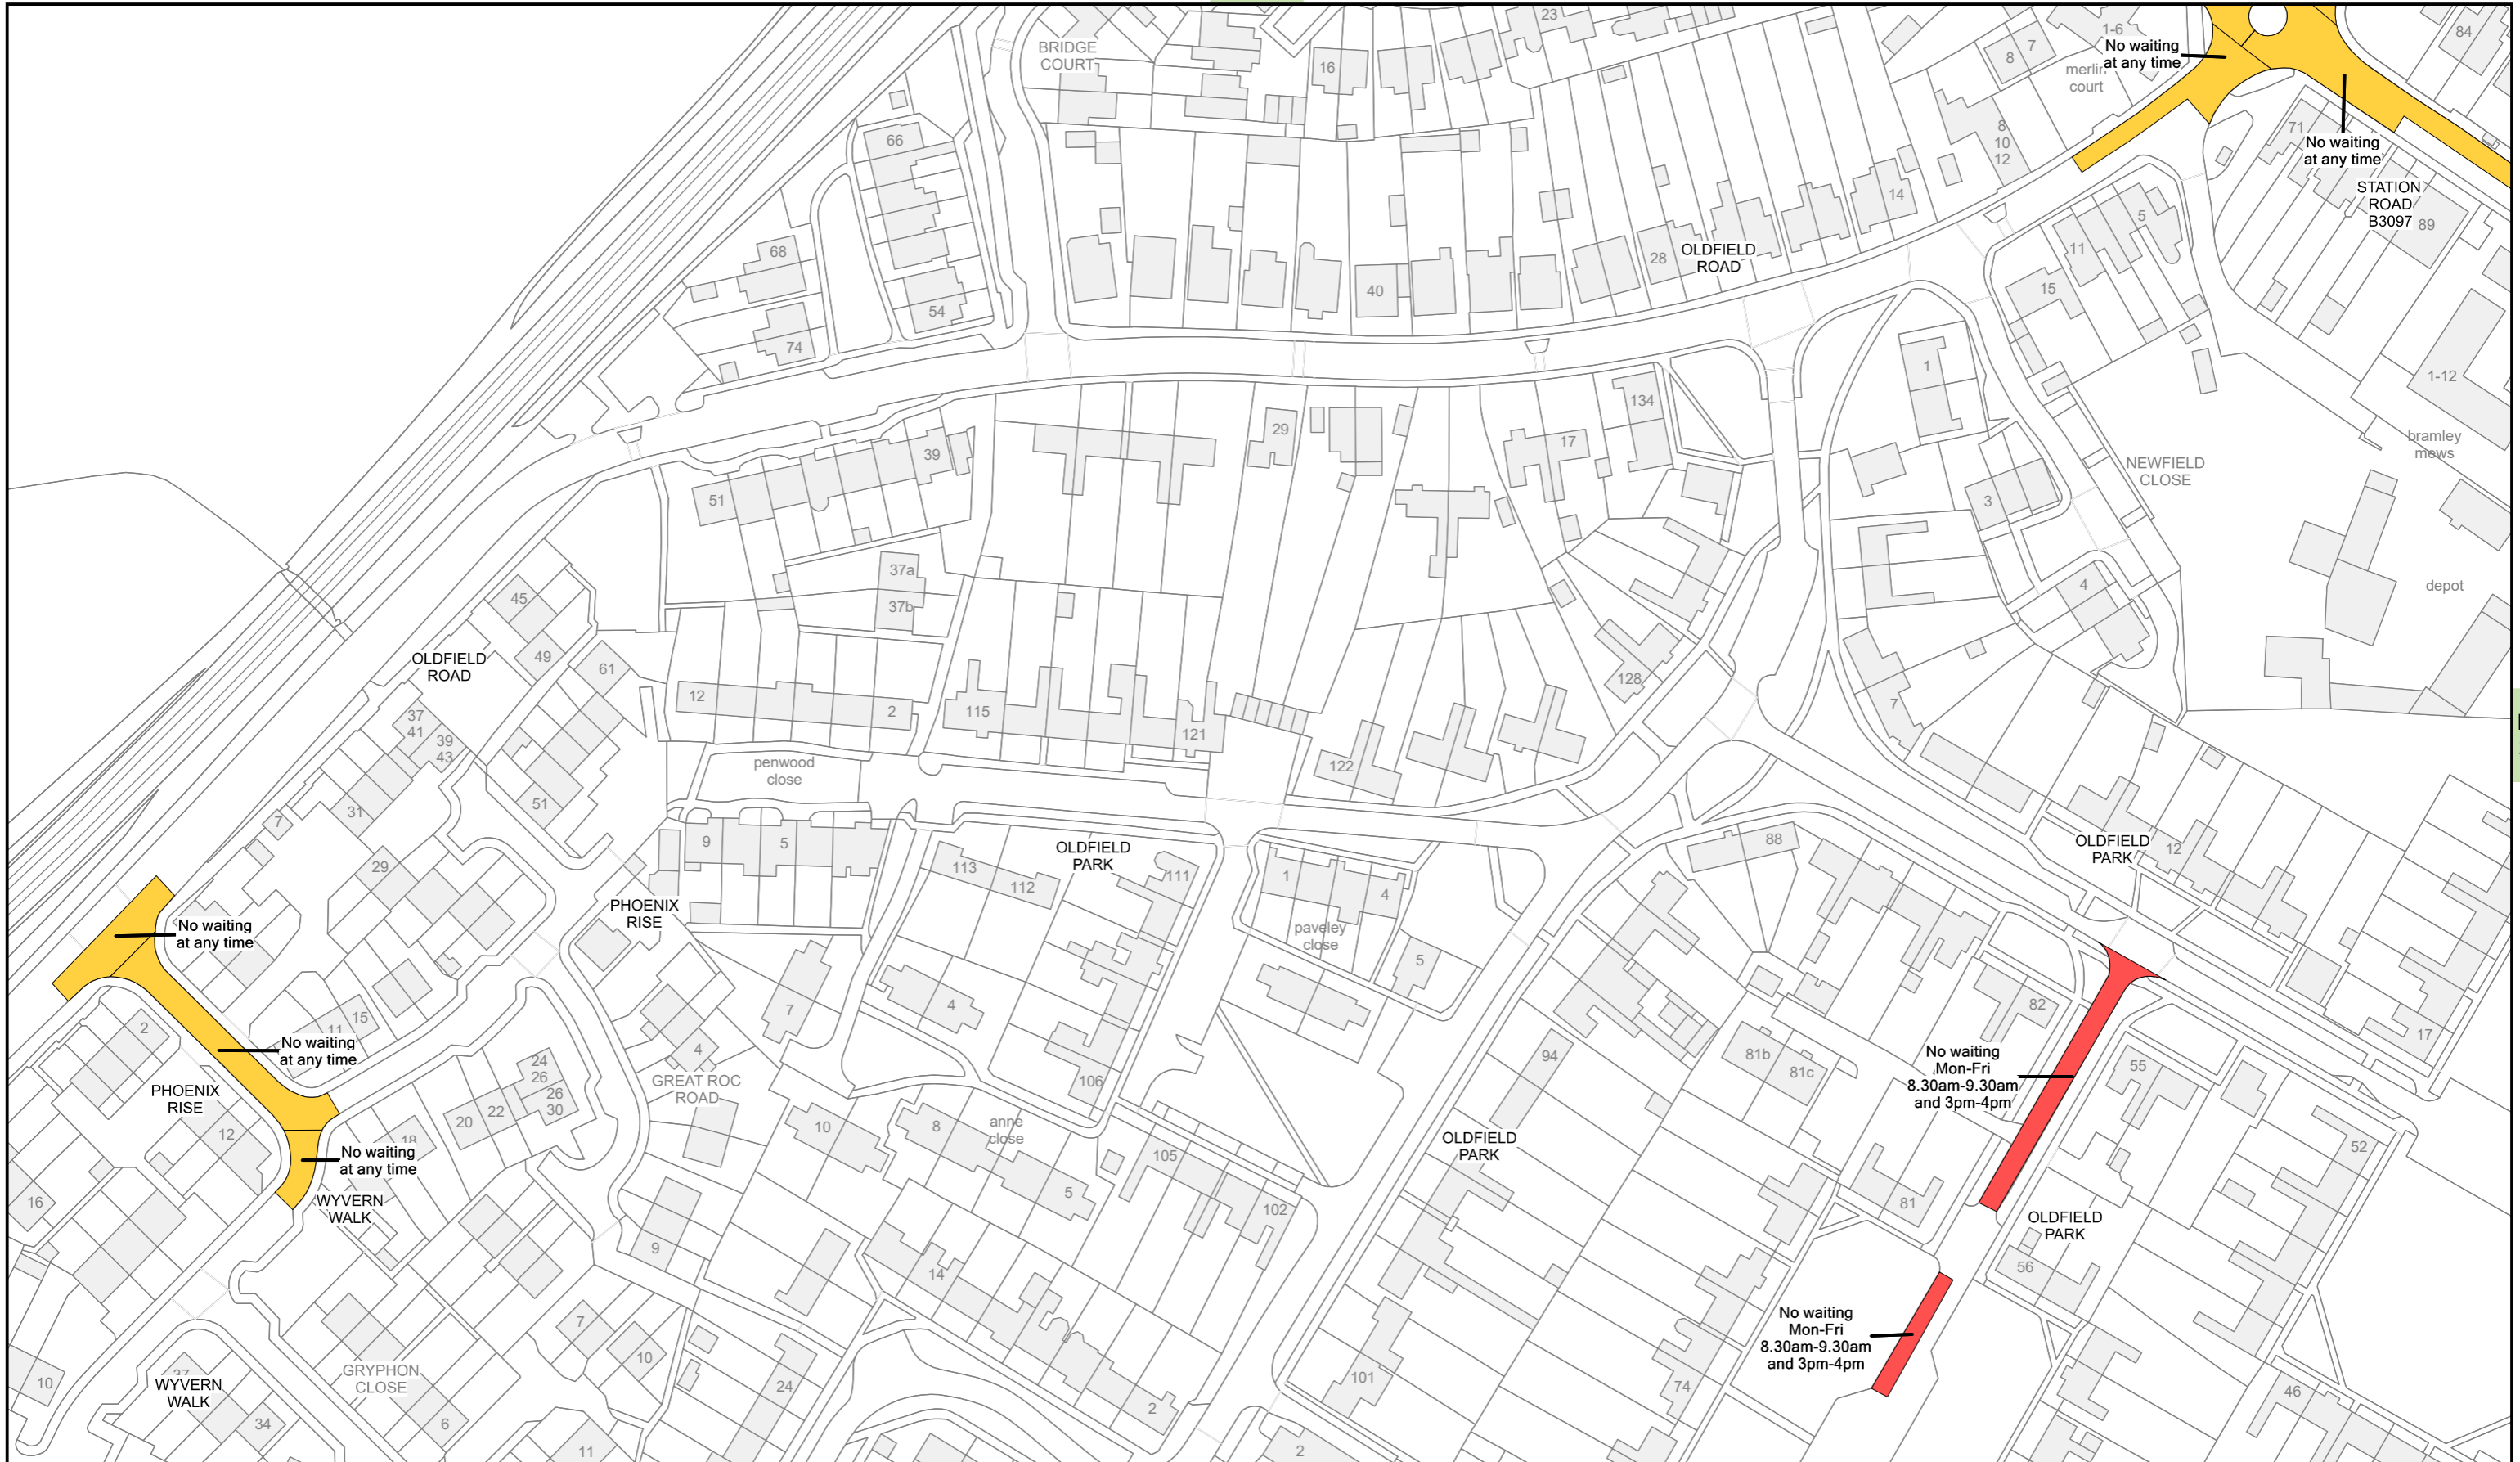 BRIDGE
COURT
16
23
8
7
1-6
merlin
court
No waiting
at any time
84
66
8
10
12
71
No waiting
at any time
STATION
ROAD
B3097
89
68
54
74
40
28
OLDFIELD
ROAD
14
5
11
15
1
1-12
bramley
mows
134
29
17
39
51
NEWFIELD
CLOSE
3
depot
37a
37b
45
49
61
4
OLDFIELD
ROAD
12
2
115
121
128
7
37
41
39
43
122
penwood
close
51
31
7
9
5
OLDFIELD
PARK
88
OLDFIELD
PARK
12
29
113
112
111
1
4
PHOENIX
RISE
No waiting
at any time
paveley
close
5
2
11
15
No waiting
at any time
7
4
82
17
4
24
26
26
30
GREAT ROC
ROAD
106
94
81b
81c
No waiting
Mon-Fri
8.30am-9.30am
and 3pm-4pm
55
PHOENIX
RISE
12
20
22
18
No waiting
at any time
10
8
anne
close
105
OLDFIELD
PARK
52
16
WYVERN
WALK
5
102
81
OLDFIELD
PARK
9
14
56
7
10
24
No waiting
Mon-Fri
8.30am-9.30am
and 3pm-4pm
10
37
WYVERN
WALK
34
GRYPHON
CLOSE
6
101
74
46
11
2
2